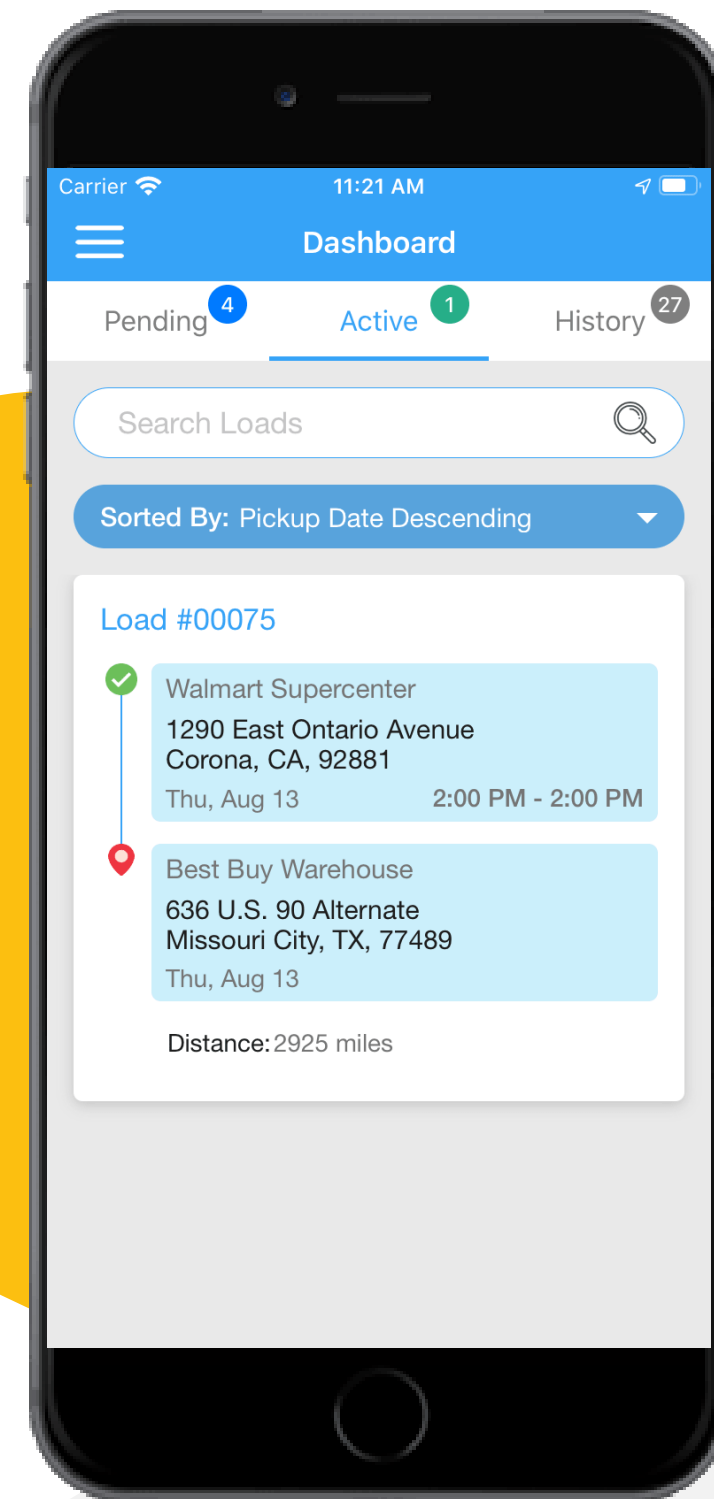 Carrier 11:21 AM
Dashboard
Pending 4 Active 1 History 27
Search Loads
Sorted By: Pickup Date Descending
Load #00075
Walmart Supercenter
1290 East Ontario Avenue
Corona, CA, 92881
Thu, Aug 13 2:00 PM - 2:00 PM
Best Buy Warehouse
636 U.S. 90 Alternate
Missouri City, TX, 77489
Thu, Aug 13
Distance: 2925 miles